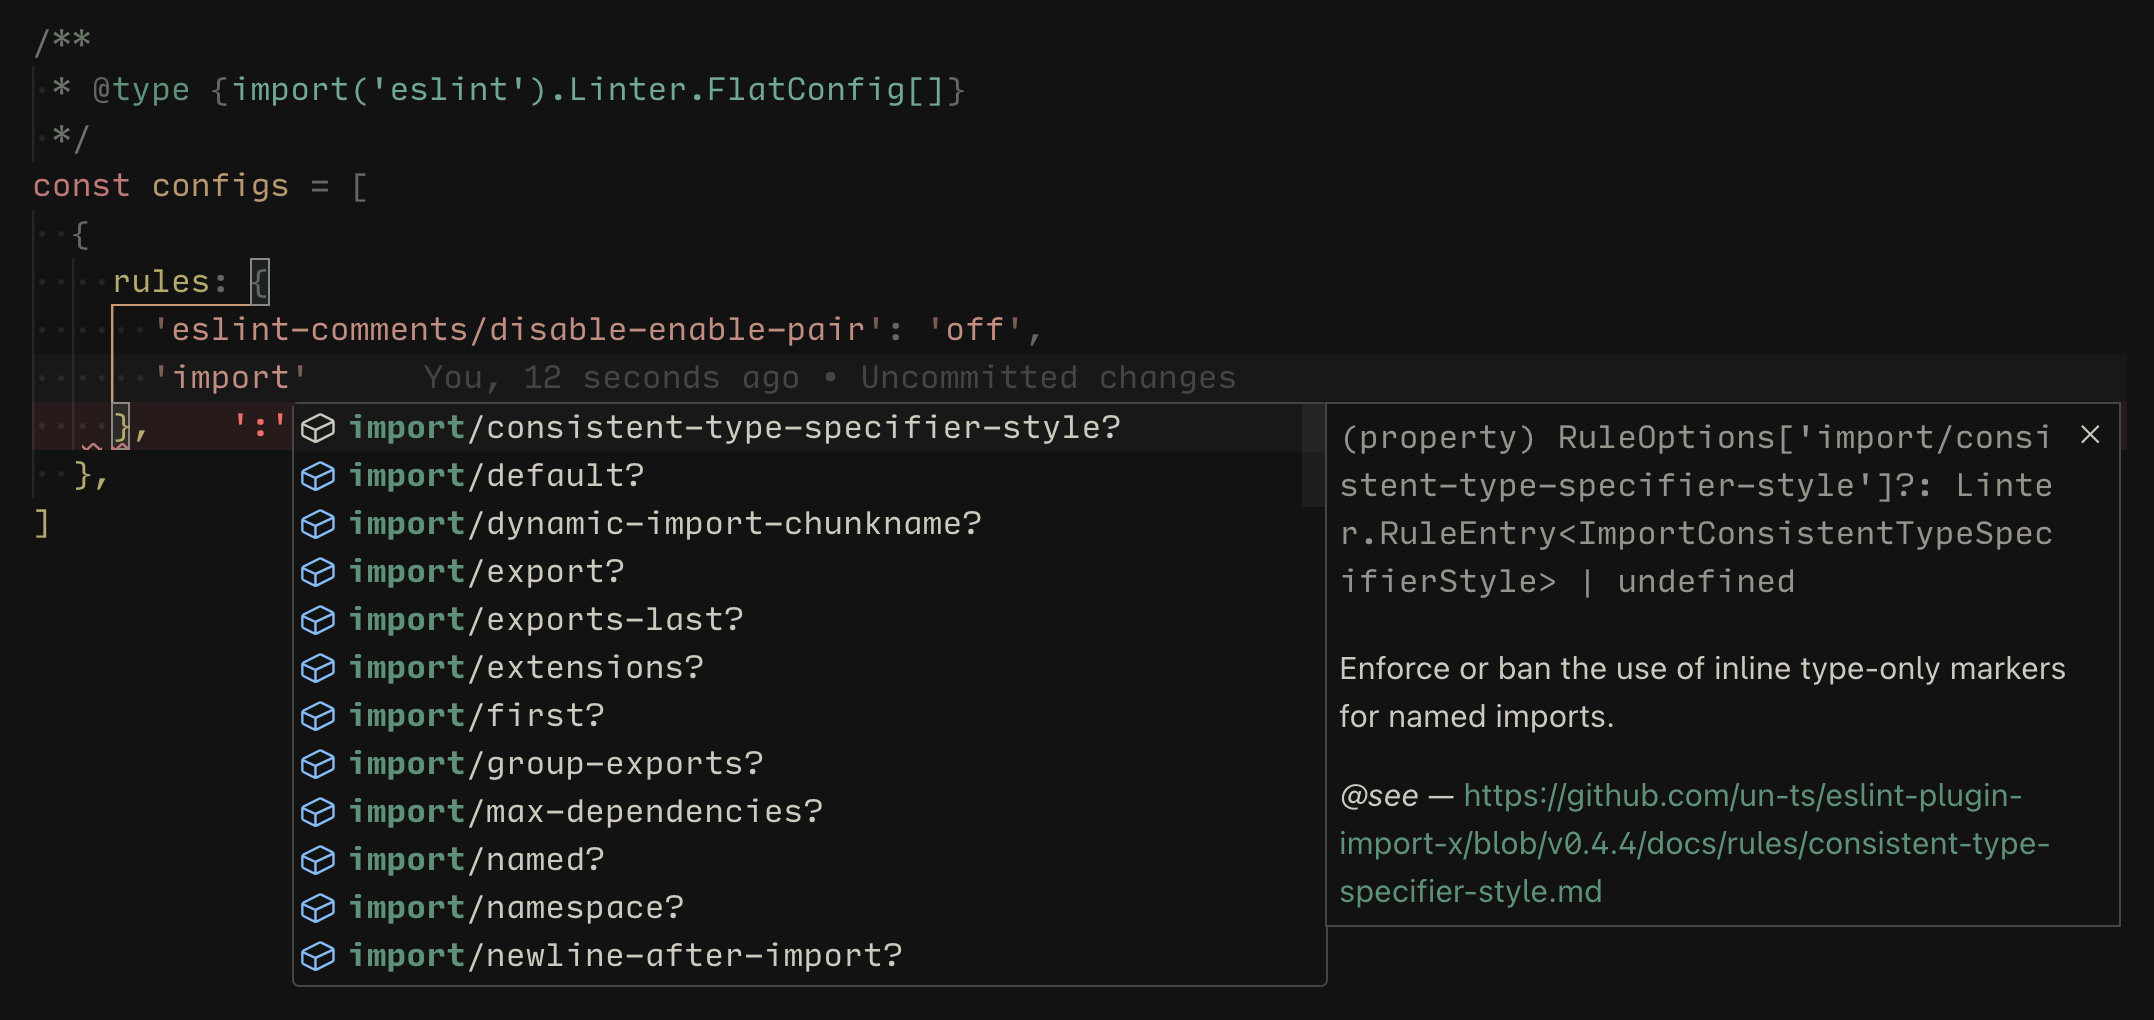 /**
 * @type {import('eslint').Linter.FlatConfig[]}
 */
const configs = [
  {
    rules: {
      'eslint-comments/disable-enable-pair': 'off',
      'import'      You, 12 seconds ago • Uncommitted changes
    },    ':'
  },
]
import/consistent-type-specifier-style?
import/default?
import/dynamic-import-chunkname?
import/export?
import/exports-last?
import/extensions?
import/first?
import/group-exports?
import/max-dependencies?
import/named?
import/namespace?
import/newline-after-import?
(property) RuleOptions['import/consi
stent-type-specifier-style']?: Linte
r.RuleEntry<ImportConsistentTypeSpec
ifierStyle> | undefined
Enforce or ban the use of inline type-only markers
for named imports.
@see — https://github.com/un-ts/eslint-plugin-
import-x/blob/v0.4.4/docs/rules/consistent-type-
specifier-style.md